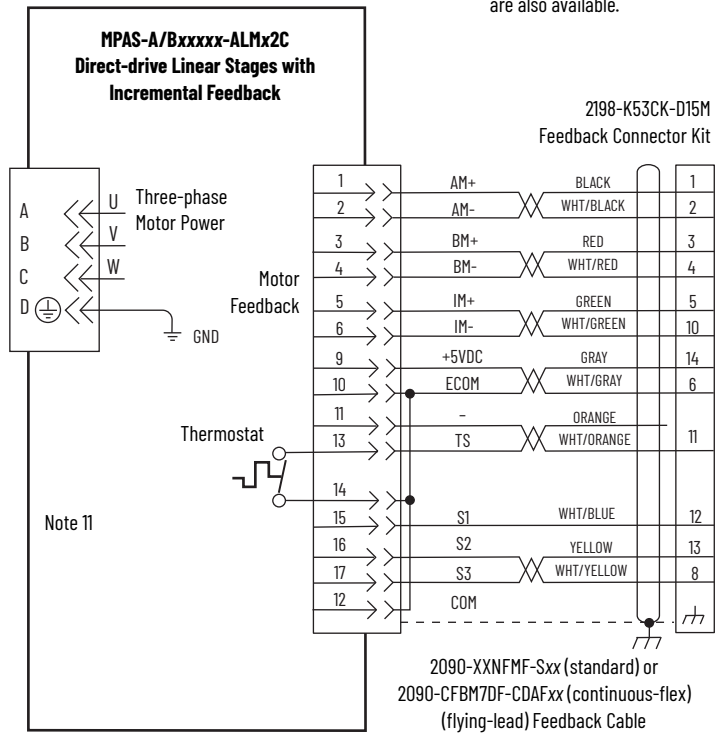 are also available.
MPAS-A/Bxxxxx-ALMx2C
Direct-drive Linear Stages with
Incremental Feedback
2198-K53CK-D15M
Feedback Connector Kit
A
B
C
D
U
V
W
Three-phase
Motor Power
GND
Motor
Feedback
Thermostat
Note 11
1 AM+ BLACK 1
2 AM- WHT/BLACK 2
3 BM+ RED 3
4 BM- WHT/RED 4
5 IM+ GREEN 5
6 IM- WHT/GREEN 10
9 +5VDC GRAY 14
10 ECOM WHT/GRAY 6
11 – ORANGE
13 TS WHT/ORANGE 11
14
15 S1 WHT/BLUE 12
16 S2 YELLOW 13
17 S3 WHT/YELLOW 8
12 COM
2090-XXNFMF-Sxx (standard) or
2090-CFBM7DF-CDAFxx (continuous-flex)
(flying-lead) Feedback Cable